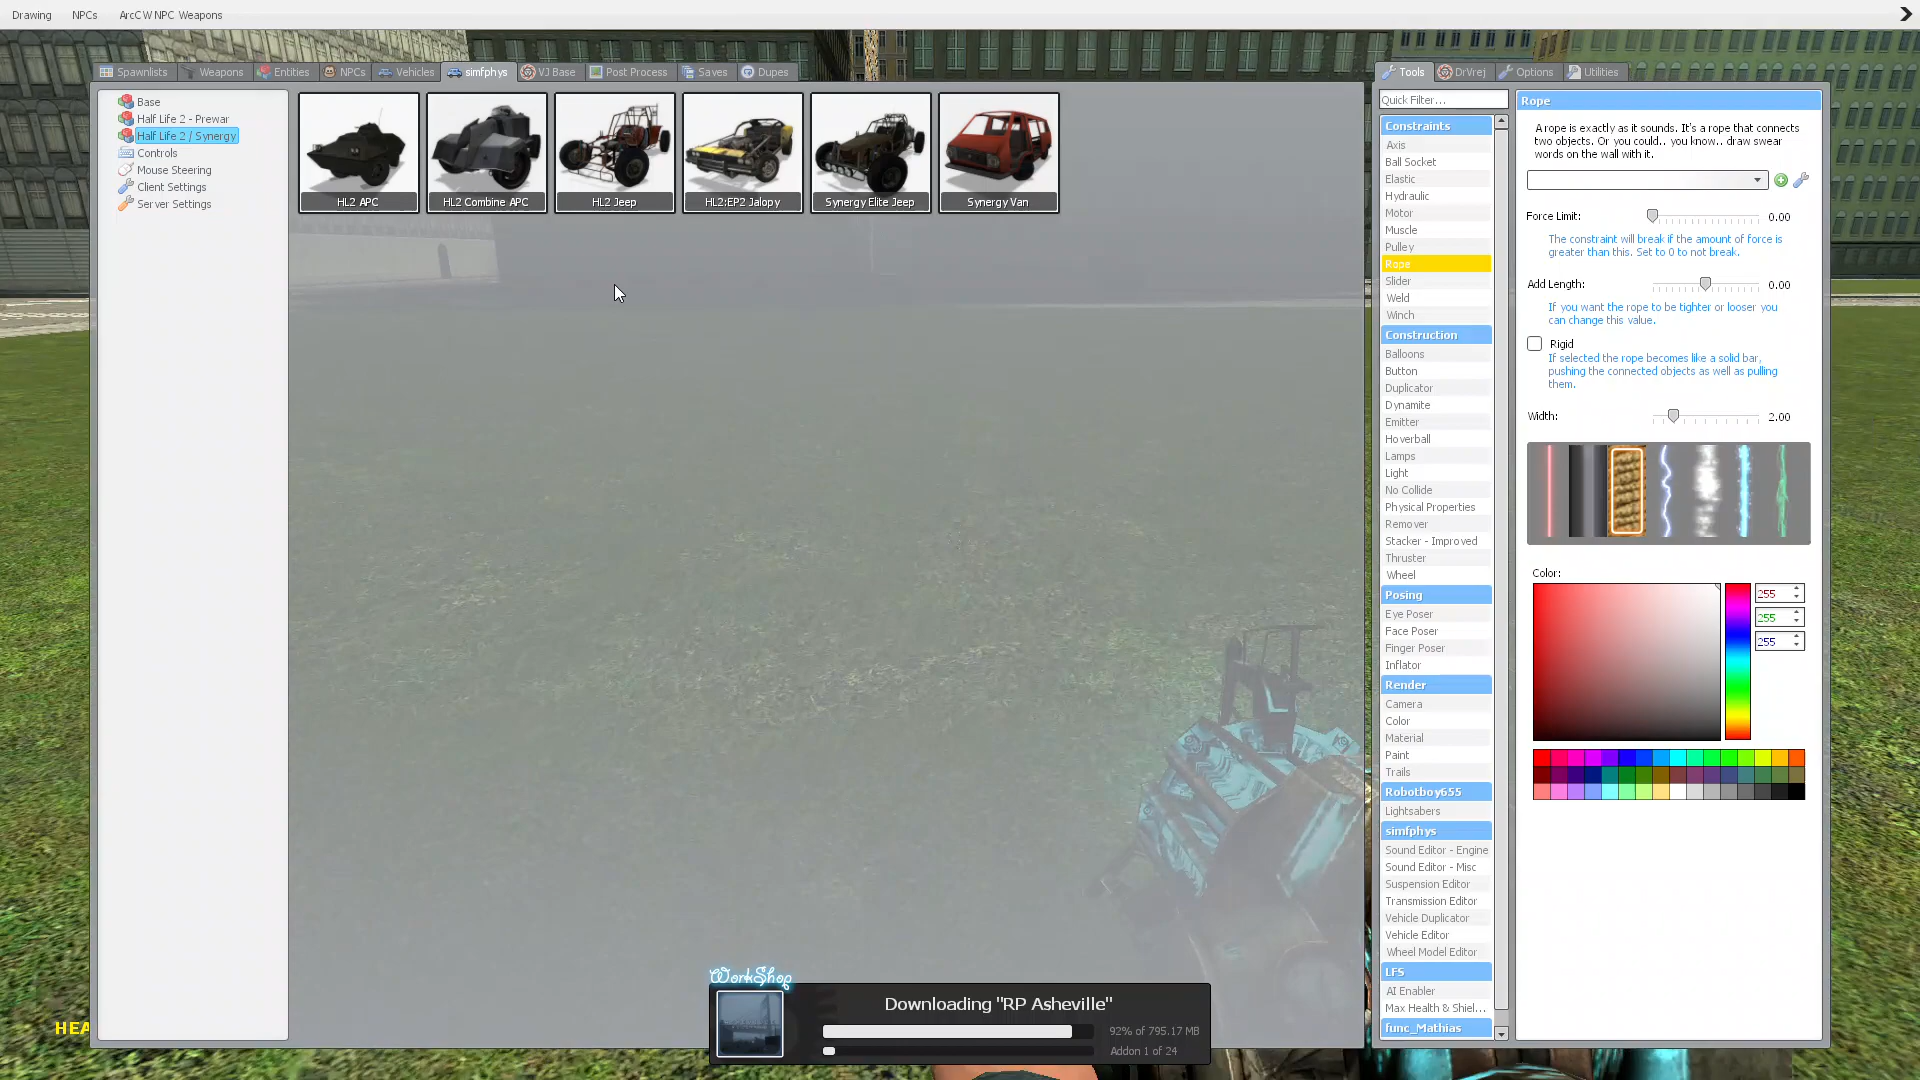 Drawing NPCs ArcCW NPC Weapons
Spawnlists Weapons Entities NPCs Vehicles simfphys VJ Base Post Process Saves Dupes
Base
Half Life 2 - Prewar
Half Life 2 / Synergy
Controls
Mouse Steering
Client Settings
Server Settings
HL2 APC HL2 Combine APC HL2 Jeep HL2:EP2 Jalopy Synergy Elite Jeep Synergy Van
HEA
WorkShop
Downloading "RP Asheville"
92% of 795.17 MB
Addon 1 of 24
Tools DrVrej Options Utilities
Quick Filter...
Constraints
Axis
Ball Socket
Elastic
Hydraulic
Motor
Muscle
Pulley
Rope
Slider
Weld
Winch
Construction
Balloons
Button
Duplicator
Dynamite
Emitter
Hoverball
Lamps
Light
No Collide
Physical Properties
Remover
Stacker - Improved
Thruster
Wheel
Posing
Eye Poser
Face Poser
Finger Poser
Inflator
Render
Camera
Color
Material
Paint
Trails
Robotboy655
Lightsabers
simfphys
Sound Editor - Engine
Sound Editor - Misc
Suspension Editor
Transmission Editor
Vehicle Duplicator
Vehicle Editor
Wheel Model Editor
LFS
AI Enabler
Max Health & Shiel...
func_Mathias
Rope
A rope is exactly as it sounds. It's a rope that connects
two objects. Or you could.. you know.. draw swear
words on the wall with it.
Force Limit: 0.00
The constraint will break if the amount of force is
greater than this. Set to 0 to not break.
Add Length: 0.00
If you want the rope to be tighter or looser you
can change this value.
Rigid
If selected the rope becomes like a solid bar,
pushing the connected objects as well as pulling
them.
Width: 2.00
Color:
255
255
255